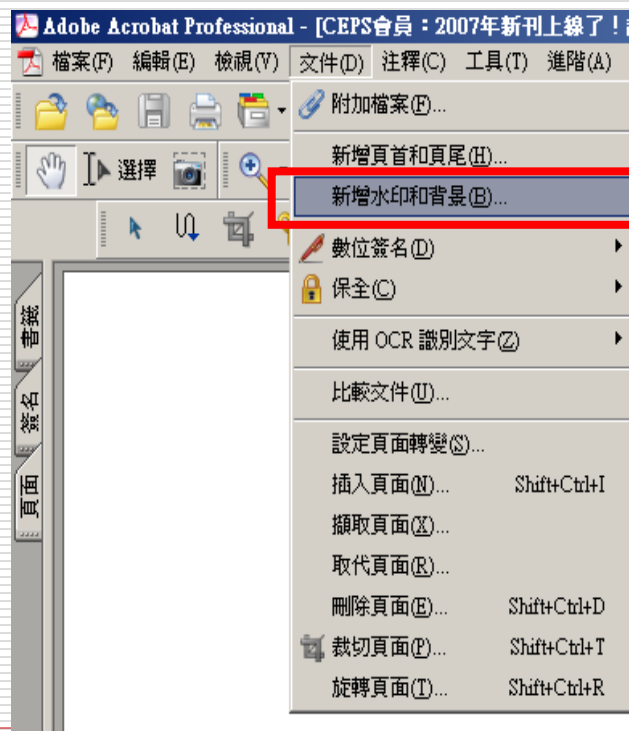 Adobe Acrobat Professional - [CEPS會員：2007年新刊上線了！
檔案(F) 編輯(E) 檢視(V) 文件(D) 注釋(C) 工具(T) 進階(A)
附加檔案(F)...
新增頁首和頁尾(H)...
選擇
新增水印和背景(B)...
數位簽名(D)
保全(C)
書籤
使用 OCR 識別文字(Z)
比較文件(U)...
簽名
設定頁面轉變(S)...
頁面
插入頁面(N)... Shift+Ctrl+I
擷取頁面(X)...
取代頁面(R)...
刪除頁面(E)... Shift+Ctrl+D
裁切頁面(P)... Shift+Ctrl+T
旋轉頁面(T)... Shift+Ctrl+R